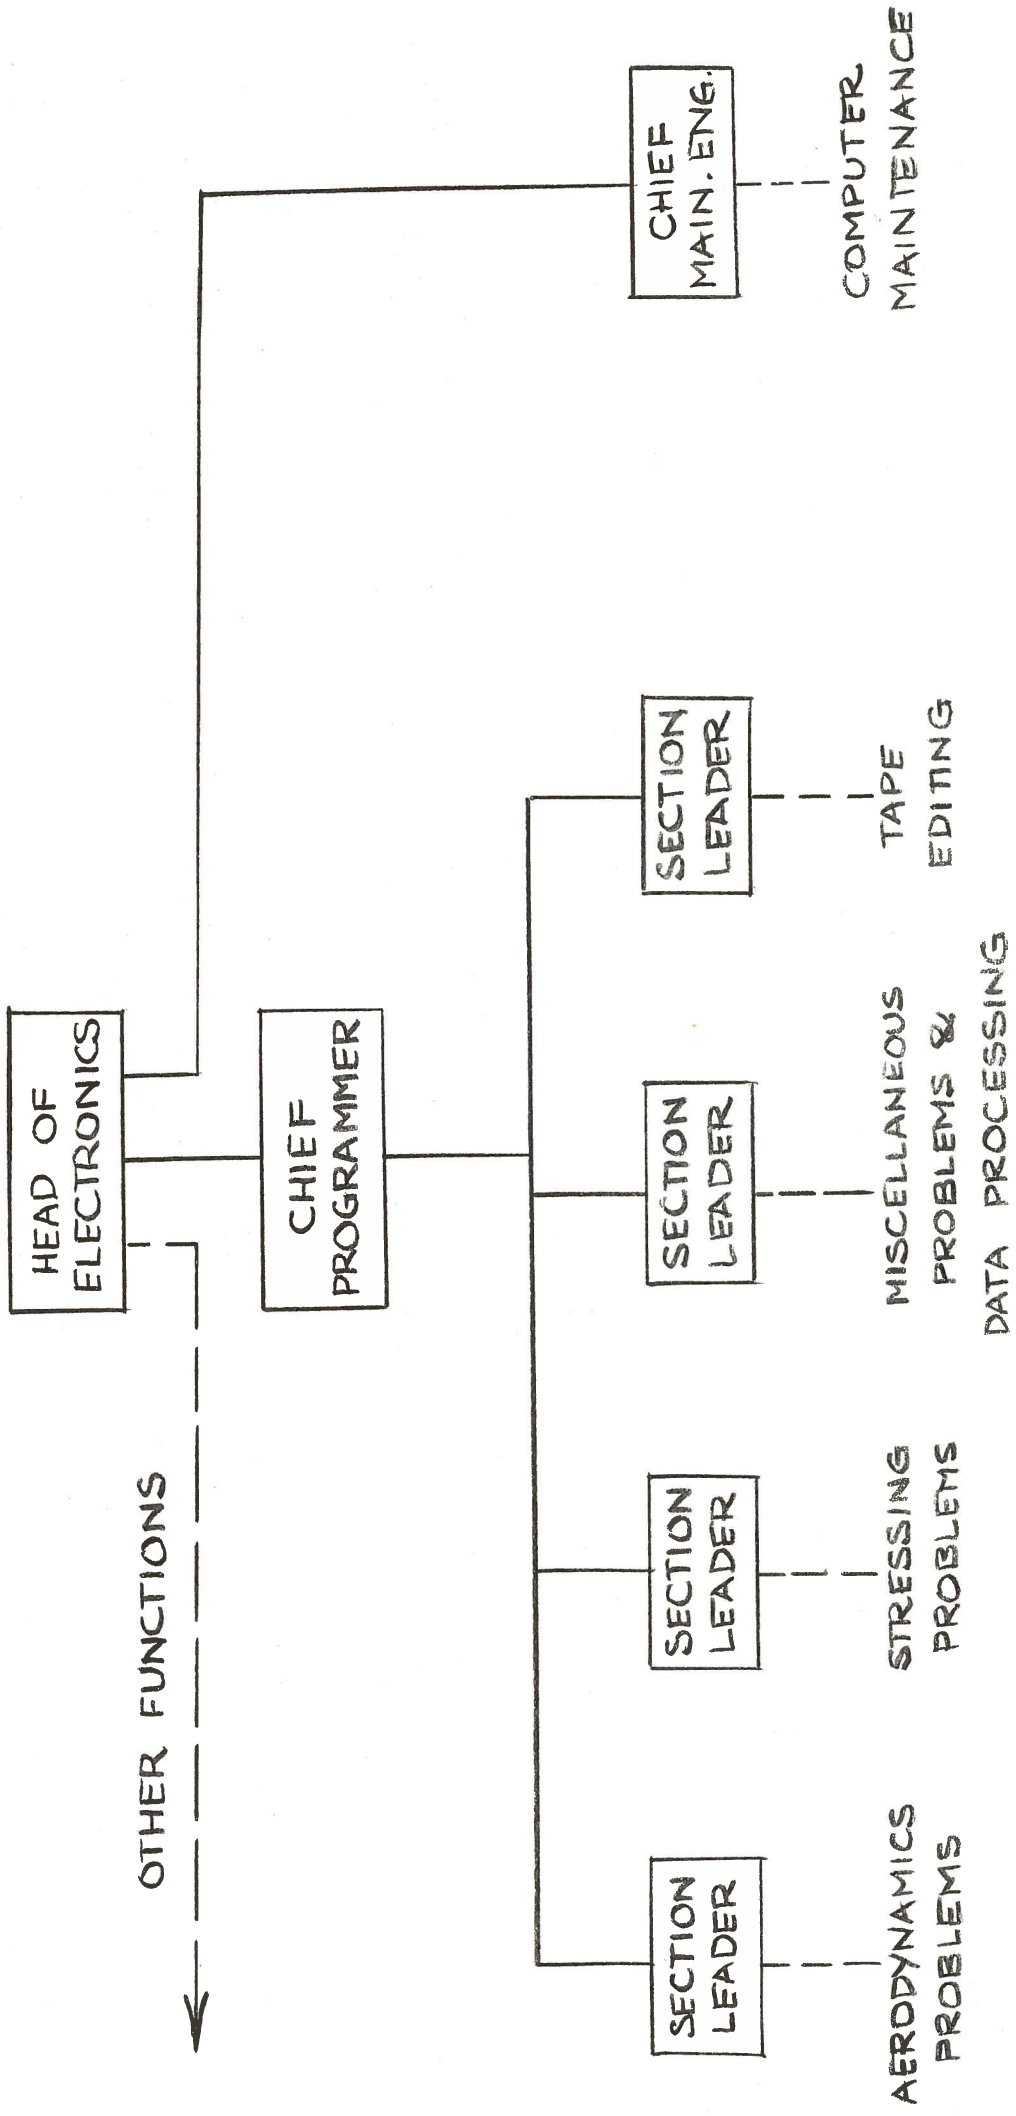 HEAD OF
ELECTRONICS
OTHER FUNCTIONS
CHIEF
PROGRAMMER
SECTION
LEADER
AERODYNAMICS
PROBLEMS
SECTION
LEADER
STRESSING
PROBLEMS
SECTION
LEADER
MISCELLANEOUS
PROBLEMS &
DATA PROCESSING
SECTION
LEADER
TAPE
EDITING
CHIEF
MAIN. ENG.
COMPUTER
MAINTENANCE